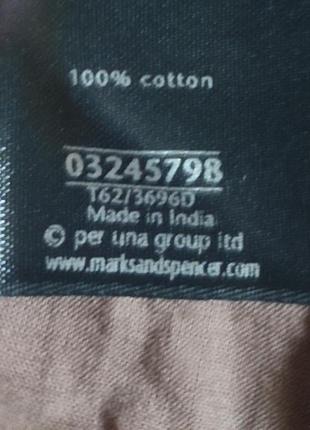 100% cotton
03245798
T62/3696D
Made in India
© per una group ltd
www.marksandspencer.com